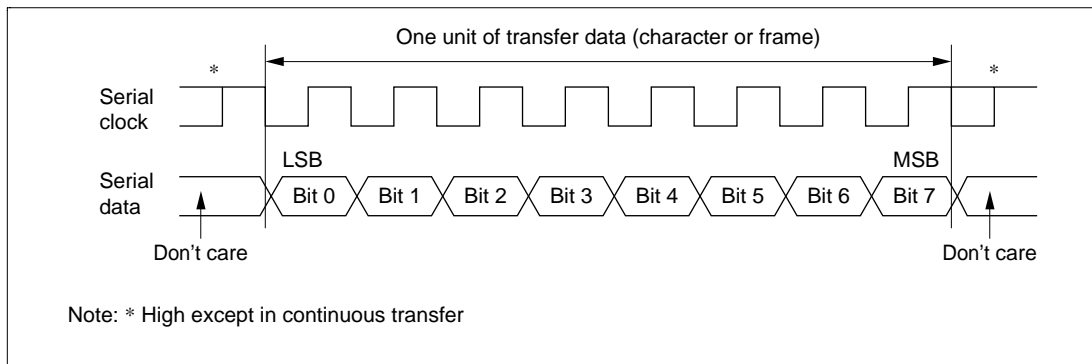 One unit of transfer data (character or frame)
* *
Serial
clock
LSB MSB
Serial
data
Bit 0 Bit 1 Bit 2 Bit 3 Bit 4 Bit 5 Bit 6 Bit 7
Don’t care Don’t care
Note: * High except in continuous transfer